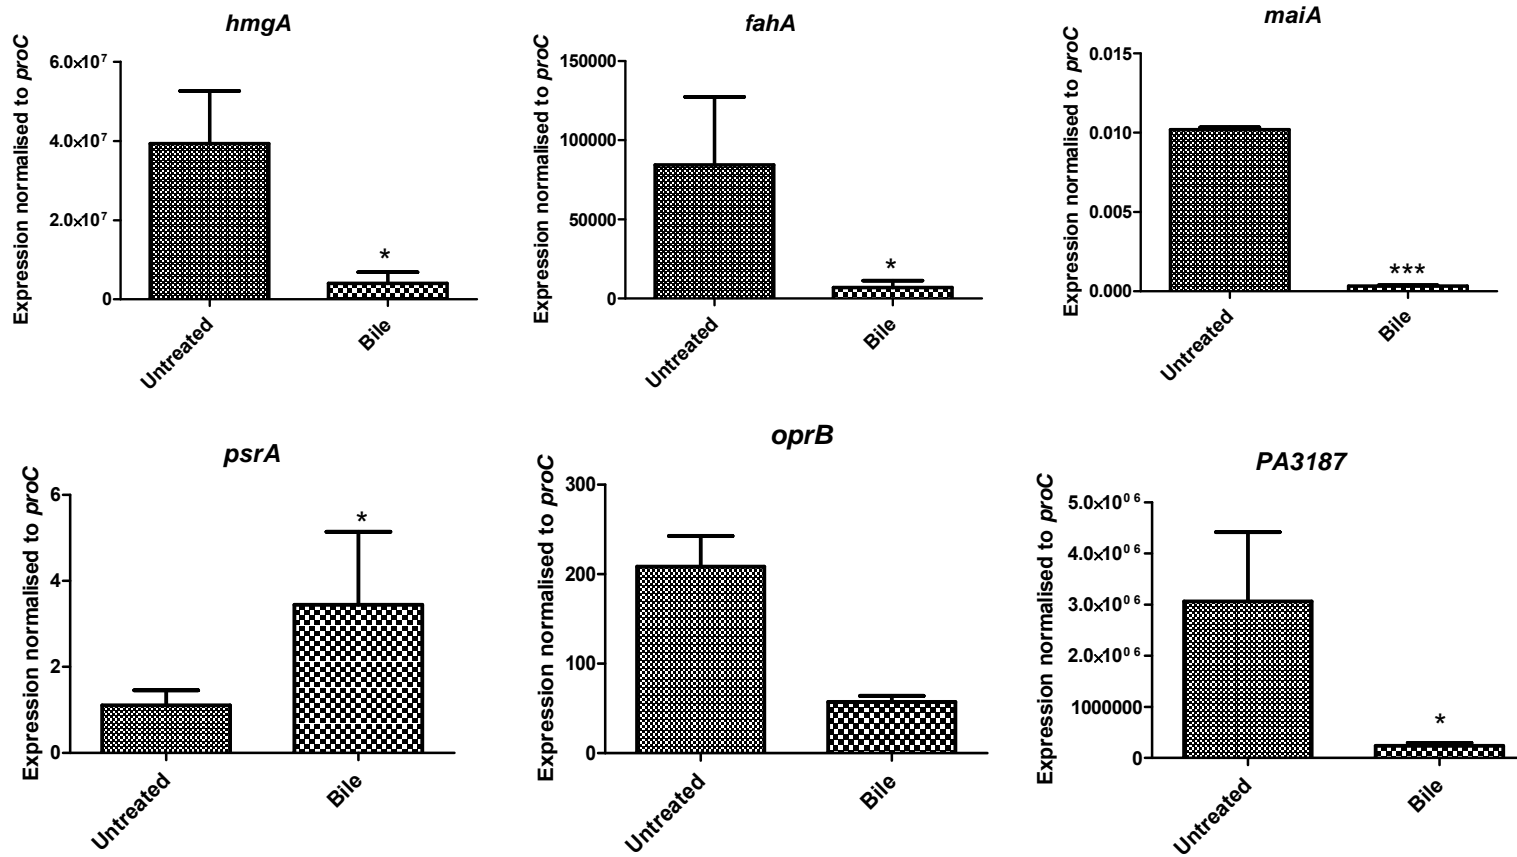 hmgA
Expression normalised to proC
6.0×10⁷
4.0×10⁷
2.0×10⁷
0
*
Untreated
Bile
fahA
Expression normalised to proC
150000
100000
50000
0
*
Untreated
Bile
maiA
Expression normalised to proC
0.015
0.010
0.005
0.000
***
Untreated
Bile
psrA
Expression normalised to proC
6
4
2
0
*
Untreated
Bile
oprB
Expression normalised to proC
300
200
100
0
Untreated
Bile
PA3187
Expression normalised to proC
5.0×10⁰⁶
4.0×10⁰⁶
3.0×10⁰⁶
2.0×10⁰⁶
1000000
0
*
Untreated
Bile